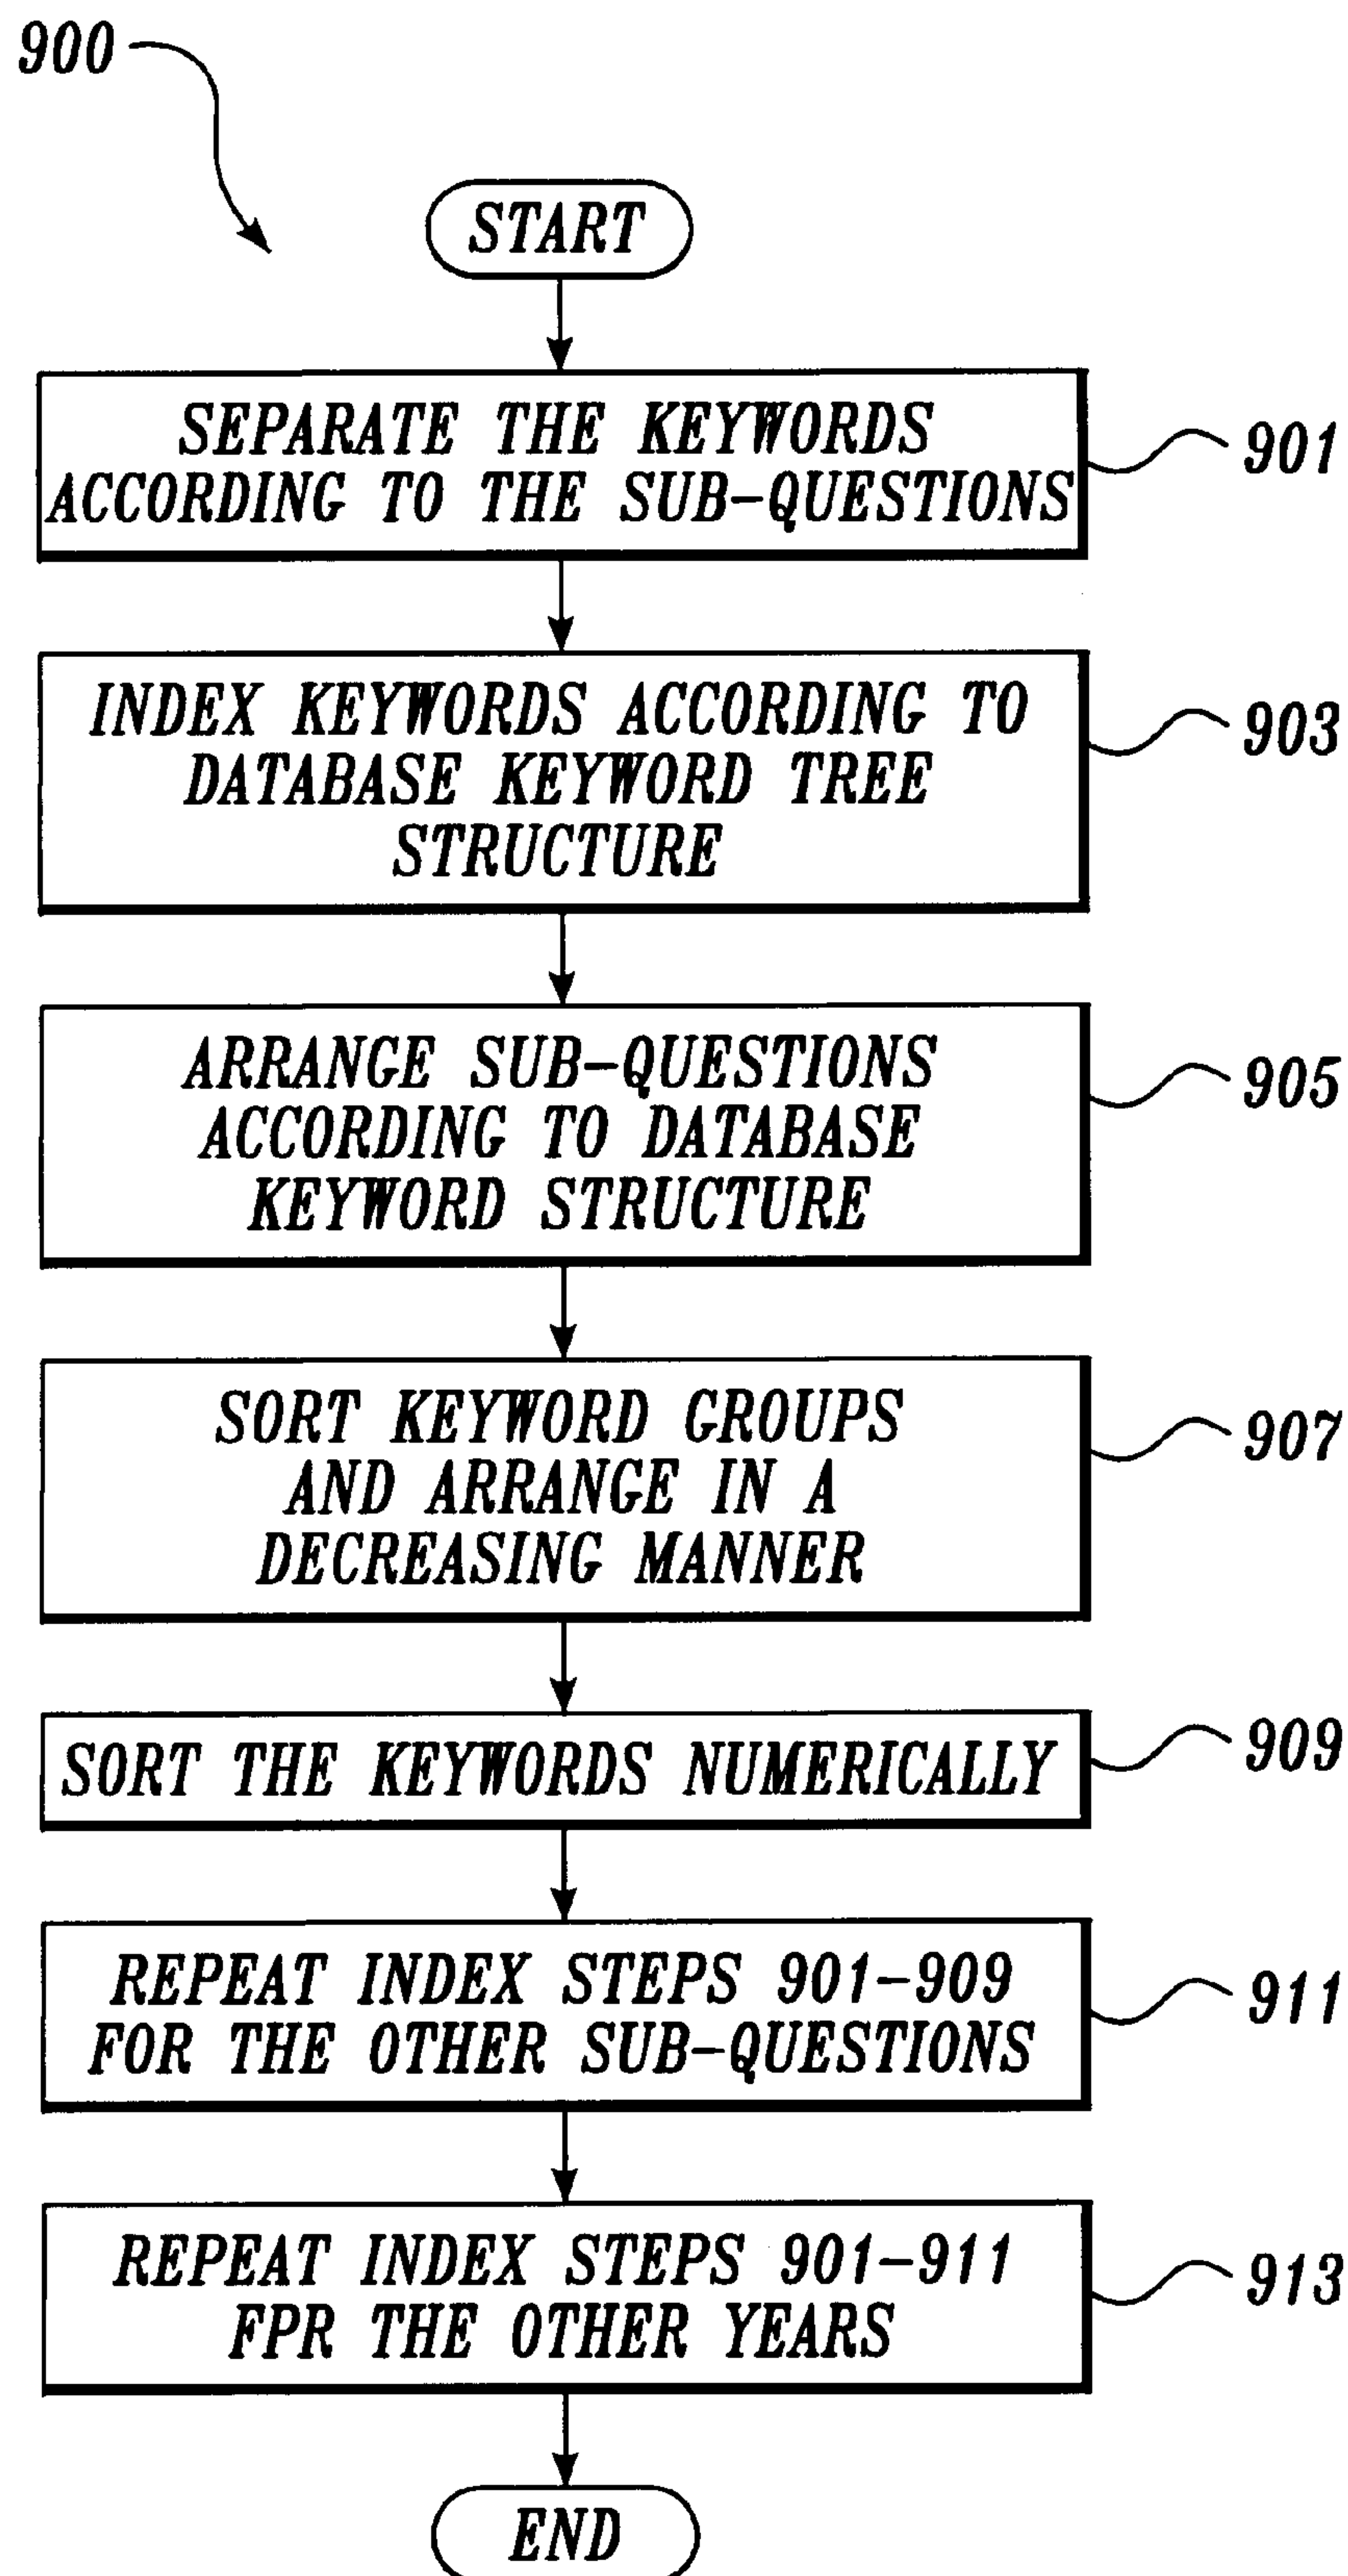 900
START
SEPARATE THE KEYWORDS
ACCORDING TO THE SUB-QUESTIONS
901
INDEX KEYWORDS ACCORDING TO
DATABASE KEYWORD TREE
STRUCTURE
903
ARRANGE SUB-QUESTIONS
ACCORDING TO DATABASE
KEYWORD STRUCTURE
905
SORT KEYWORD GROUPS
AND ARRANGE IN A
DECREASING MANNER
907
SORT THE KEYWORDS NUMERICALLY
909
REPEAT INDEX STEPS 901-909
FOR THE OTHER SUB-QUESTIONS
911
REPEAT INDEX STEPS 901-911
FPR THE OTHER YEARS
913
END